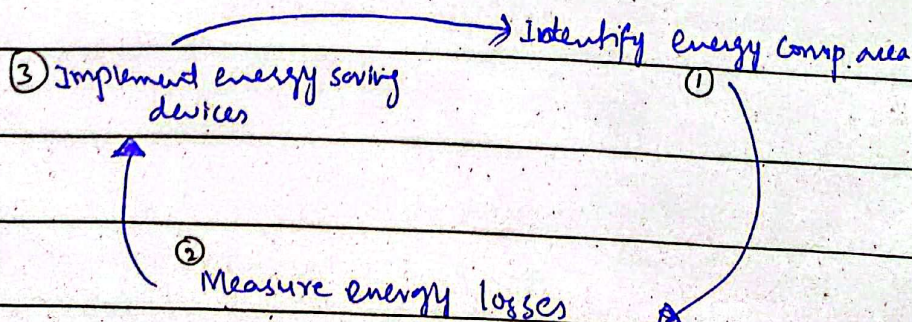 Identify energy comp. area
①
③ Implement energy saving
devices
②
Measure energy losses